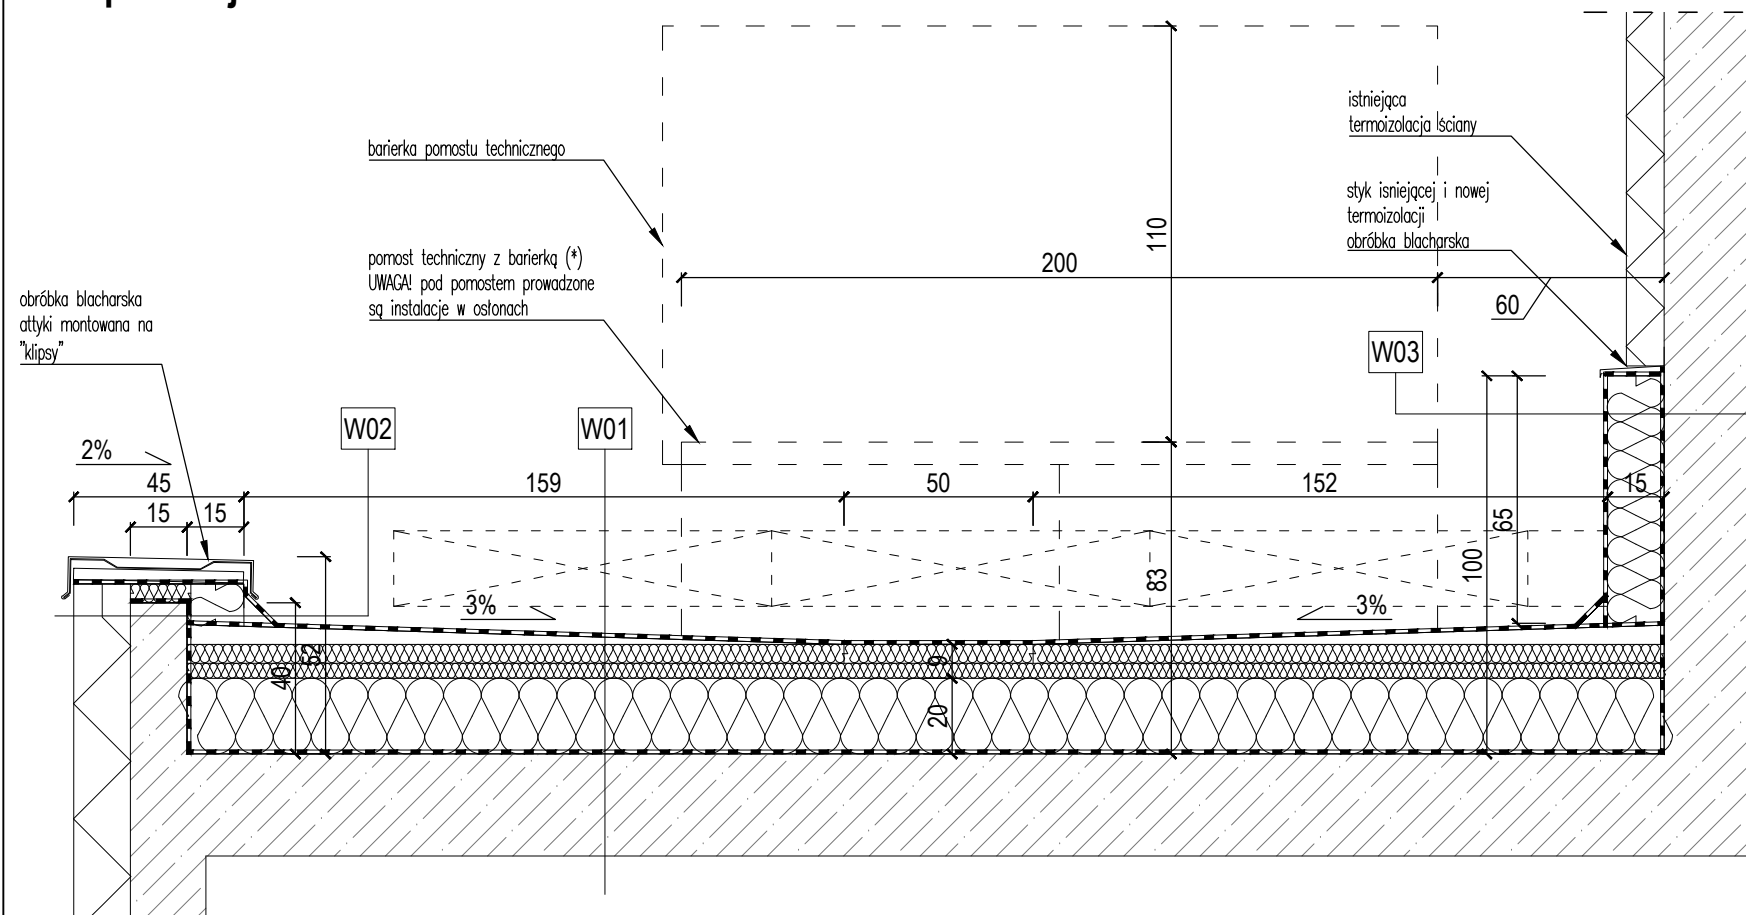 barierka pomostu technicznego
pomost techniczny z barierką (*)
UWAGA! pod pomostem prowadzone
są instalacje w osłonach
obróbka blacharska
attyki montowana na
"klipsy"
istniejąca
termoizolacja ściany
styk isniejącej i nowej
termoizolacji
obróbka blacharska
110
200
60
W03
W02
W01
2%
45
159
50
152
15
15
15
65
100
83
3%
3%
52
40
9
20